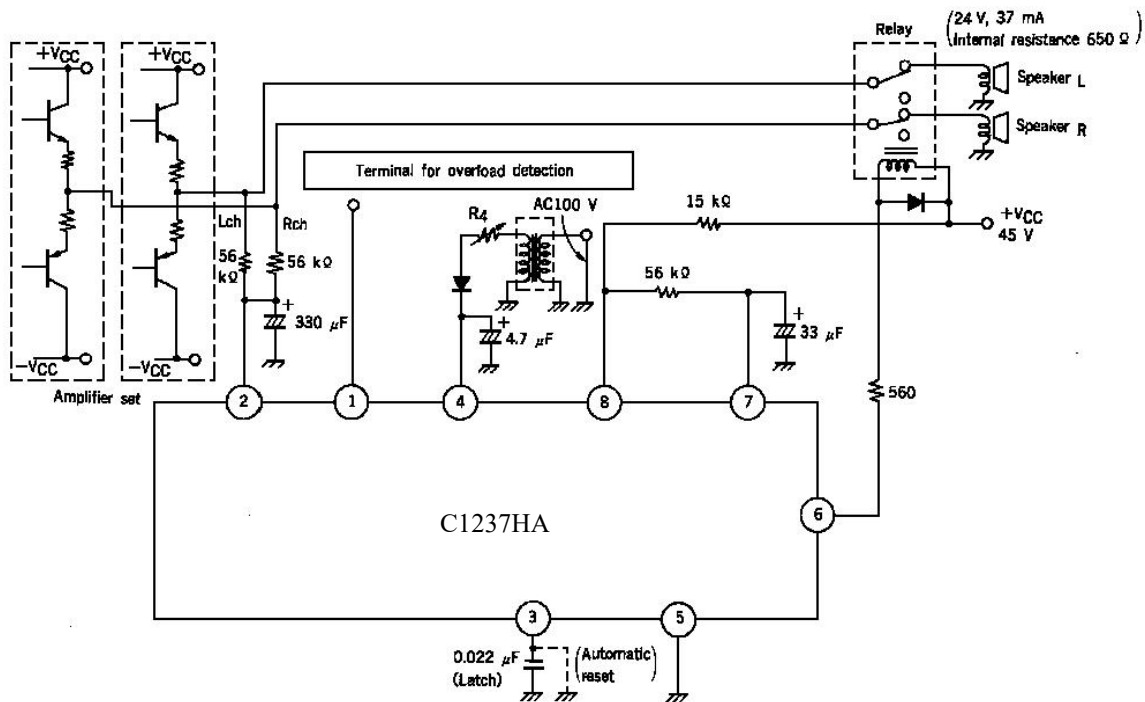 (24 V, 37 mA
Internal resistance 650 Ω)
Relay
+VCC
+VCC
Speaker L
Speaker R
Terminal for overload detection
AC100 V
15 kΩ
+VCC
45 V
R4
Lch
Rch
56
kΩ
56 kΩ
56 kΩ
+
330 µF
+
4.7 µF
+
33 µF
−VCC
−VCC
Amplifier set
560
2
1
4
8
7
C1237HA
6
3
5
0.022 µF
(Latch)
(Automatic
reset)